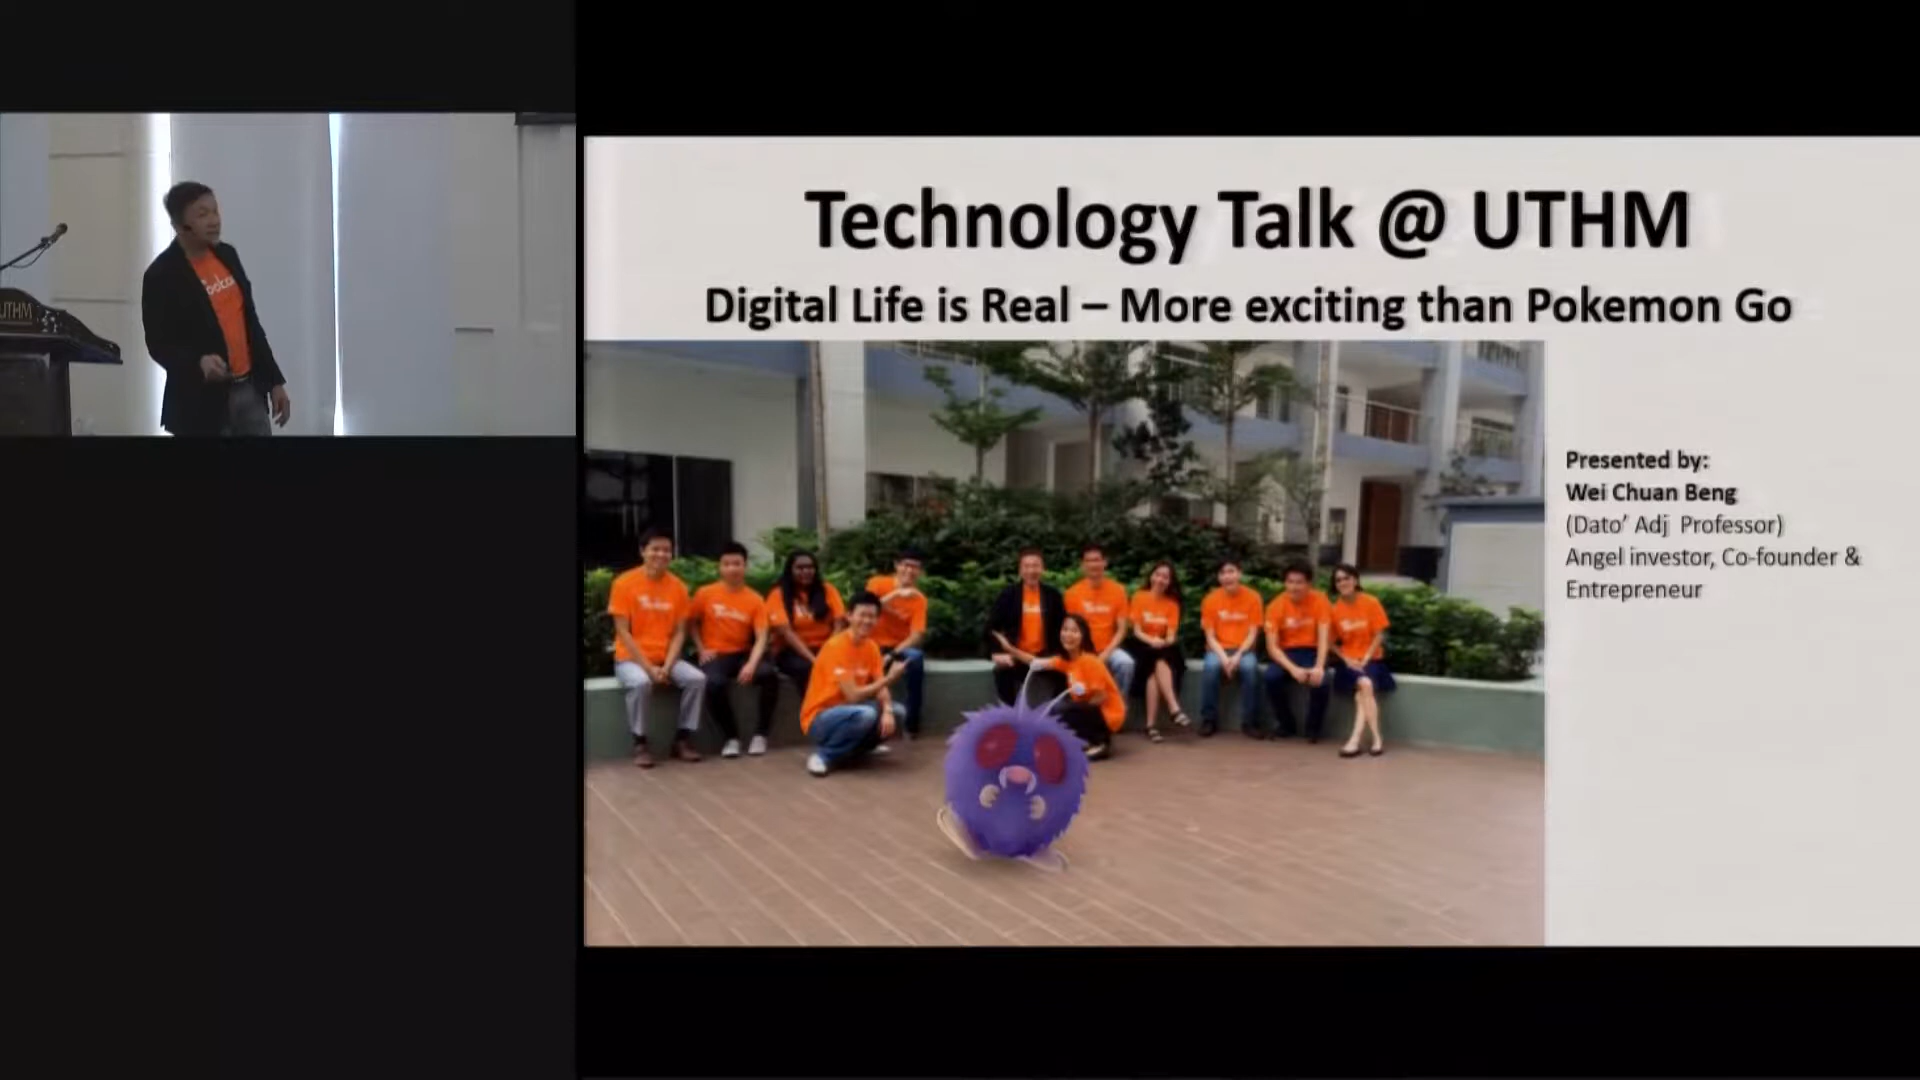 UTHM
Technology Talk @ UTHM
Digital Life is Real – More exciting than Pokemon Go
Presented by:
Wei Chuan Beng
(Dato’ Adj Professor)
Angel investor, Co-founder &
Entrepreneur